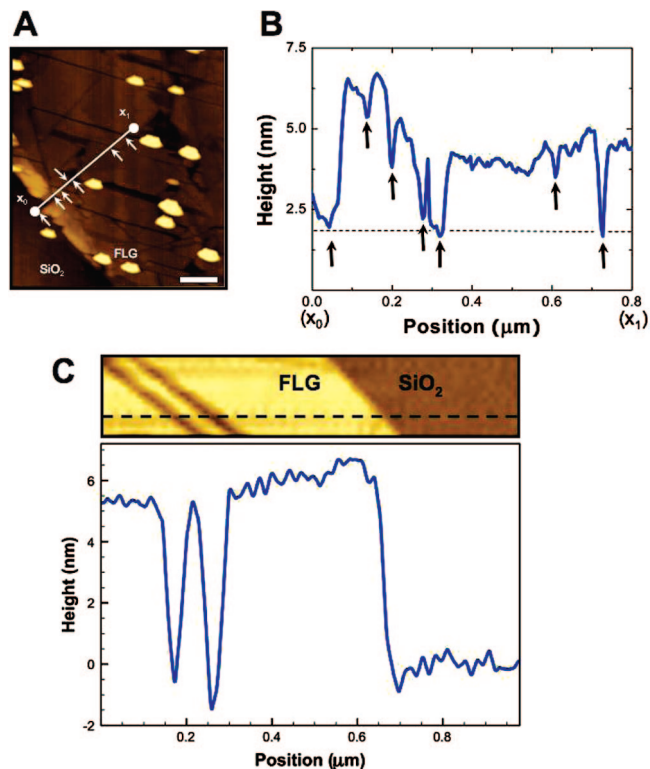 A
x₁
x₀
FLG
SiO₂
B
7.5
5.0
2.5
0.0
Height (nm)
0.0
0.2
0.4
0.6
0.8
(x₀)
(x₁)
Position (μm)
C
FLG
SiO₂
6
4
2
0
-2
Height (nm)
0.2
0.4
0.6
0.8
Position (μm)